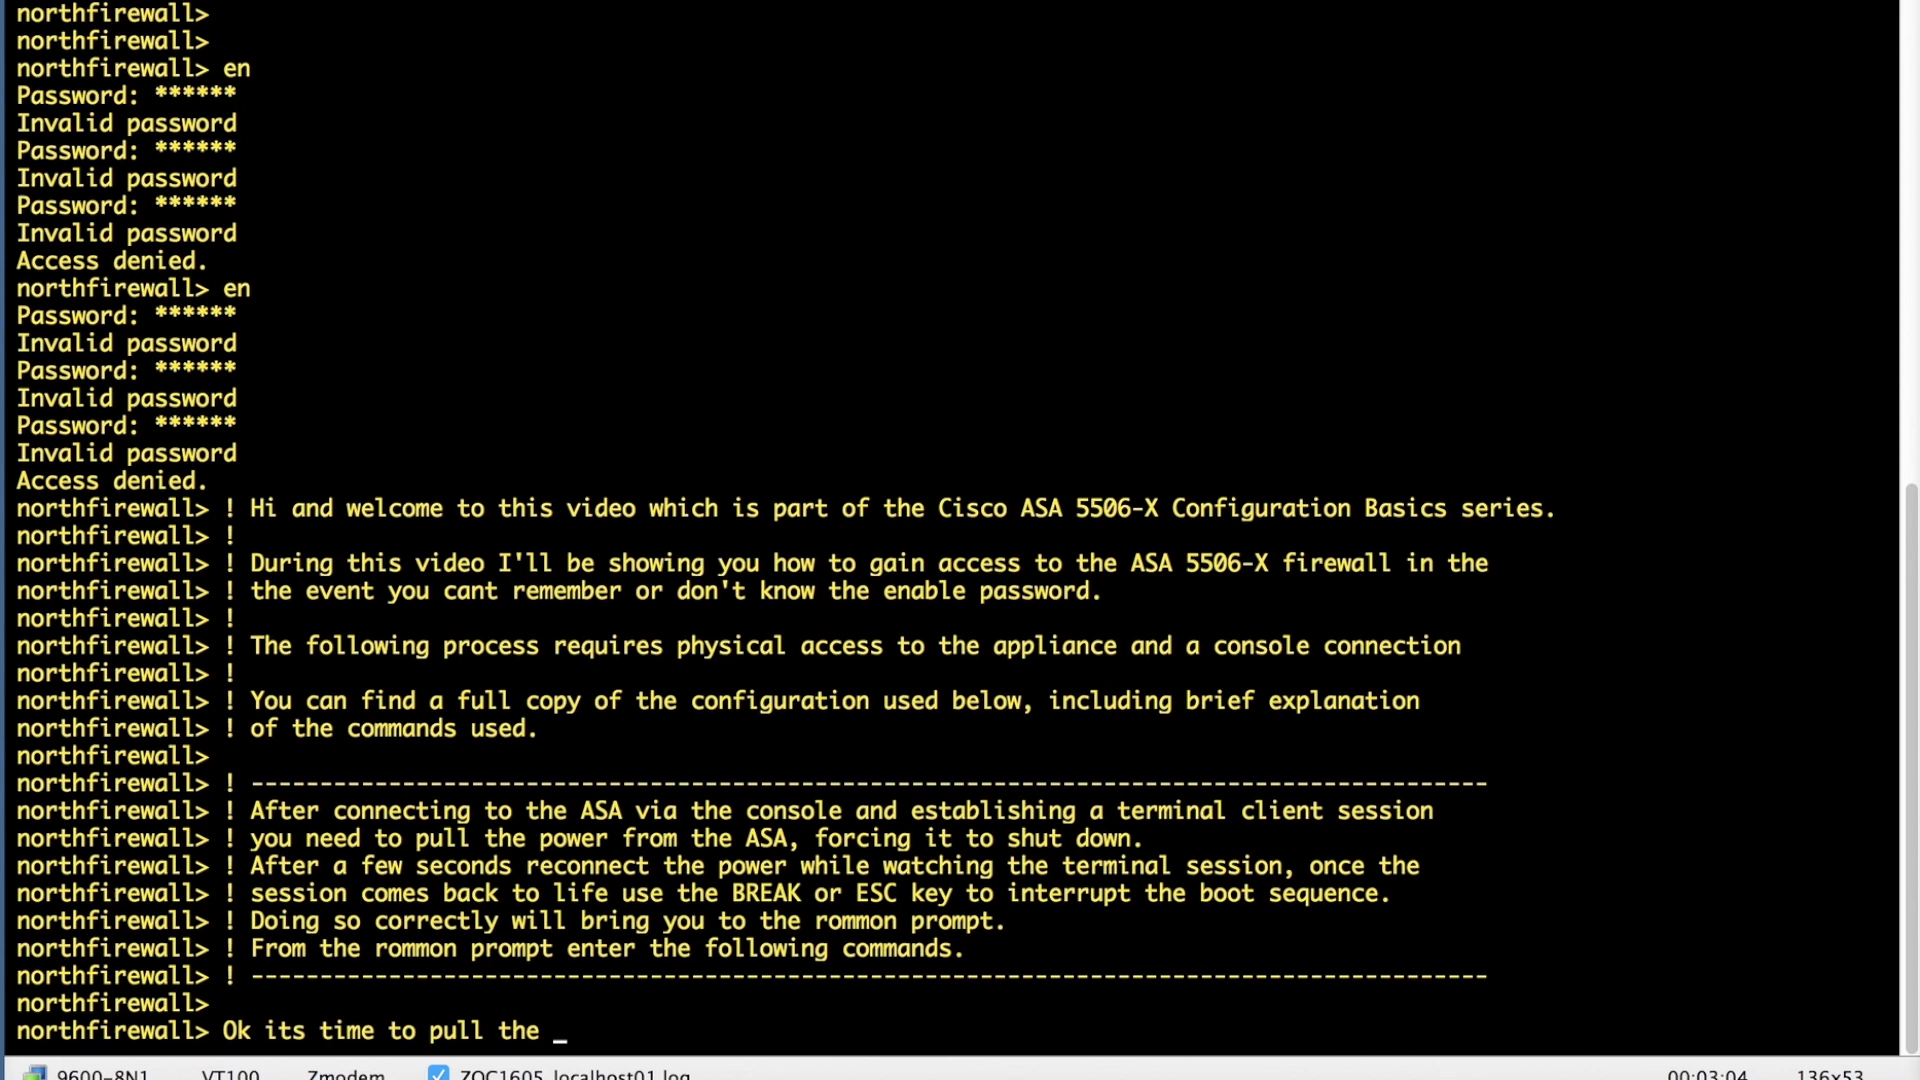 northfirewall>
northfirewall>
northfirewall> en
Password: ******
Invalid password
Password: ******
Invalid password
Password: ******
Invalid password
Access denied.
northfirewall> en
Password: ******
Invalid password
Password: ******
Invalid password
Password: ******
Invalid password
Access denied.
northfirewall> ! Hi and welcome to this video which is part of the Cisco ASA 5506-X Configuration Basics series.
northfirewall> !
northfirewall> ! During this video I'll be showing you how to gain access to the ASA 5506-X firewall in the
northfirewall> ! the event you cant remember or don't know the enable password.
northfirewall> !
northfirewall> ! The following process requires physical access to the appliance and a console connection
northfirewall> !
northfirewall> ! You can find a full copy of the configuration used below, including brief explanation
northfirewall> ! of the commands used.
northfirewall>
northfirewall> ! ------------------------------------------------------------------------------------------
northfirewall> ! After connecting to the ASA via the console and establishing a terminal client session
northfirewall> ! you need to pull the power from the ASA, forcing it to shut down.
northfirewall> ! After a few seconds reconnect the power while watching the terminal session, once the
northfirewall> ! session comes back to life use the BREAK or ESC key to interrupt the boot sequence.
northfirewall> ! Doing so correctly will bring you to the rommon prompt.
northfirewall> ! From the rommon prompt enter the following commands.
northfirewall> ! ------------------------------------------------------------------------------------------
northfirewall>
northfirewall> Ok its time to pull the _
9600-8N1 VT100 Zmodem ZOC1605_localhost01.log 00:03:04 136x53